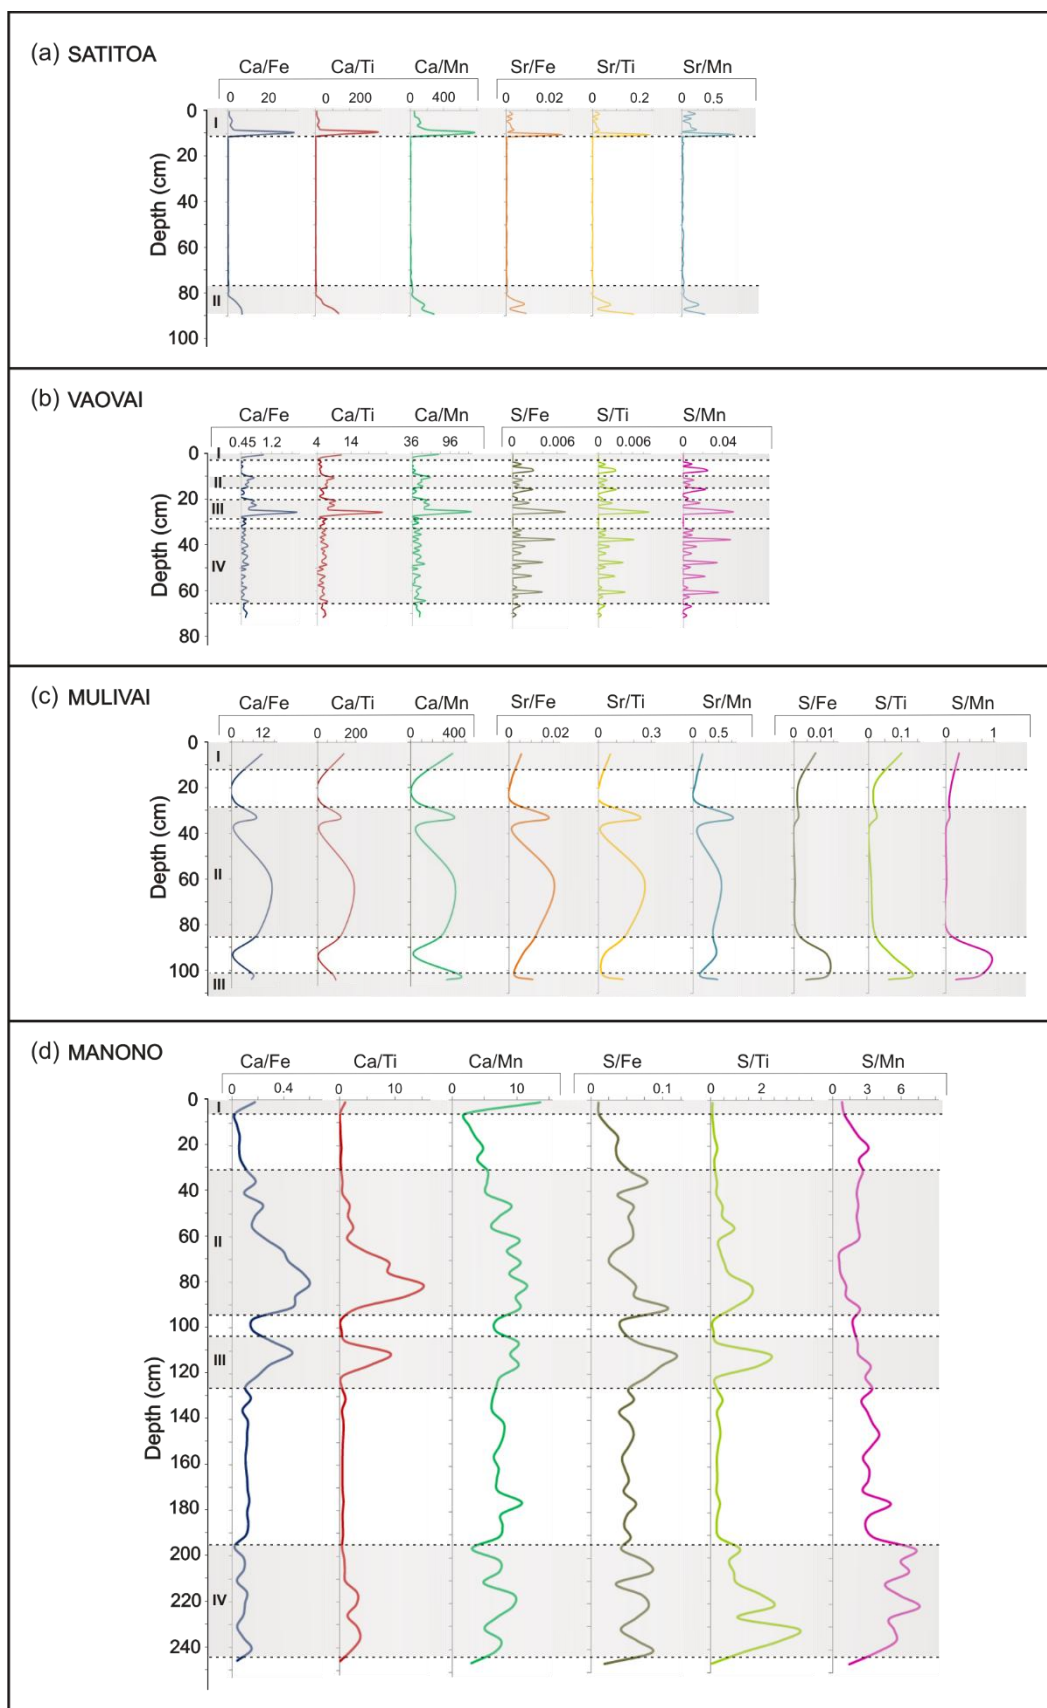 (a) SATITOA
Ca/Fe Ca/Ti Ca/Mn Sr/Fe Sr/Ti Sr/Mn
0 20 0 200 0 400 0 0.02 0 0.2 0 0.5
Depth (cm)
0
20
40
60
80
100
I
II
(b) VAOVAI
Ca/Fe Ca/Ti Ca/Mn S/Fe S/Ti S/Mn
0.45 1.2 4 14 36 96 0 0.006 0 0.006 0 0.04
Depth (cm)
0
20
40
60
80
I
II
III
IV
(c) MULIVAI
Ca/Fe Ca/Ti Ca/Mn Sr/Fe Sr/Ti Sr/Mn S/Fe S/Ti S/Mn
0 12 0 200 0 400 0 0.02 0 0.3 0 0.5 0 0.01 0 0.1 0 1
Depth (cm)
0
20
40
60
80
100
I
II
III
(d) MANONO
Ca/Fe Ca/Ti Ca/Mn S/Fe S/Ti S/Mn
0 0.4 0 10 0 10 0 0.1 0 2 0 3 6
Depth (cm)
0
20
40
60
80
100
120
140
160
180
200
220
240
I
II
III
IV